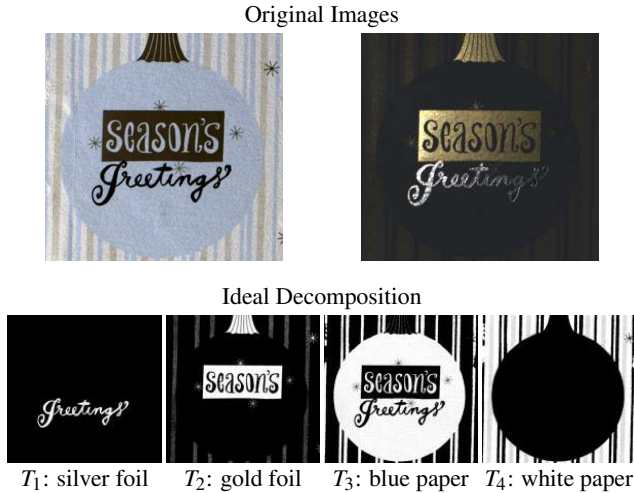 Original Images
season's
Greetings
season's
Greetings
Ideal Decomposition
Greetings
season's
season's
Greetings
T1: silver foil
T2: gold foil
T3: blue paper
T4: white paper